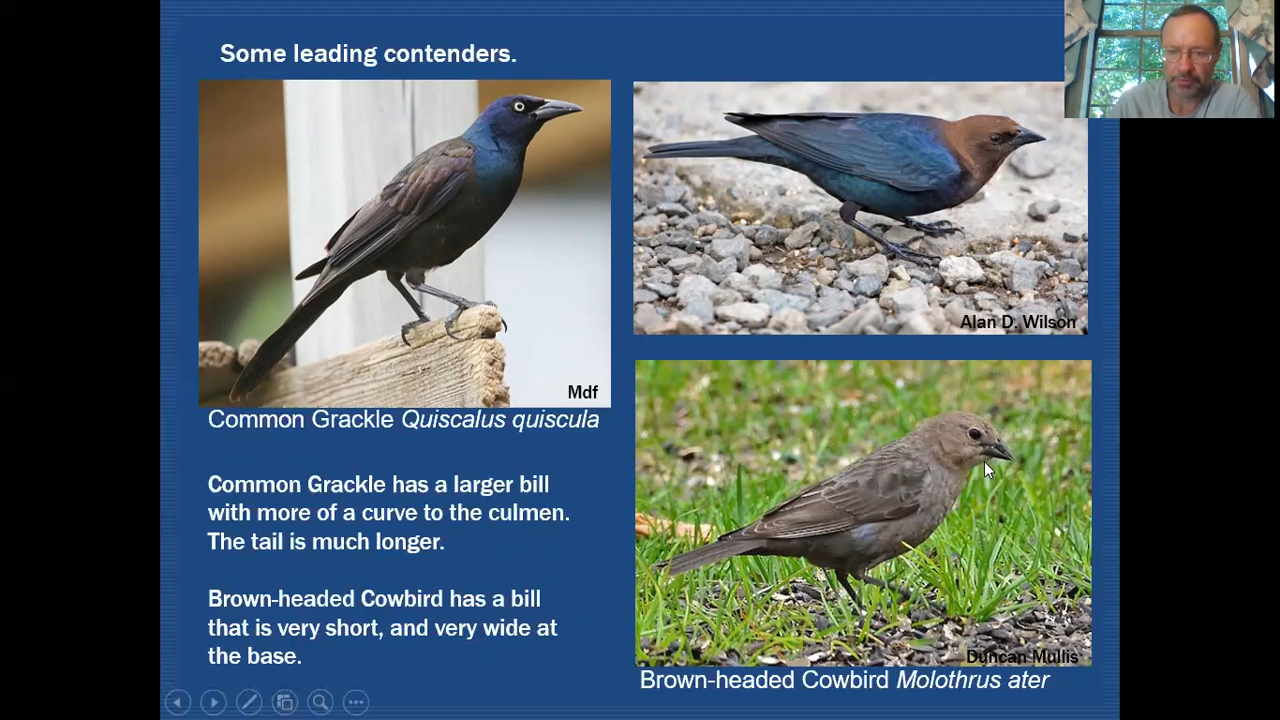 Some leading contenders.
Mdf
Common Grackle Quiscalus quiscula
Common Grackle has a larger bill
with more of a curve to the culmen.
The tail is much longer.
Brown-headed Cowbird has a bill
that is very short, and very wide at
the base.
Alan D. Wilson
Duncan Mullis
Brown-headed Cowbird Molothrus ater